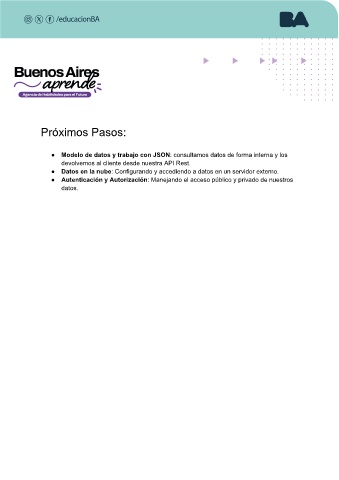 /educacionBA
BA
Buenos Aires
aprende
Agencia de Habilidades para el Futuro
Próximos Pasos:
● Modelo de datos y trabajo con JSON, consultamos datos de forma interna y los
devolvemos al cliente desde nuestra API Rest.
● Datos en la nube: Configurando y accediendo a datos en un servidor externo.
● Autenticación y Autorización: Manejando el acceso público y privado de nuestros
datos.